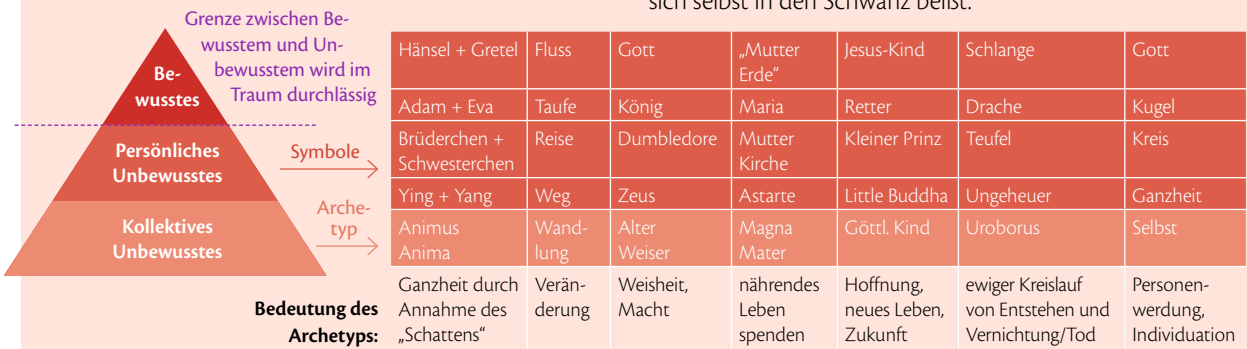 sich selbst in den Schwanz beißt.
Grenze zwischen Be-
wusstem und Un-
bewusstem wird im
Traum durchlässig
Be-
wusstes
Persönliches
Unbewusstes
Kollektives
Unbewusstes
Symbole
Arche-
typ
Hänsel + Gretel Fluss Gott „Mutter Jesus-Kind Schlange Gott
Erde“
Adam + Eva Taufe König Maria Retter Drache Kugel
Brüderchen + Reise Dumbledore Mutter Kleiner Prinz Teufel Kreis
Schwesterchen Kirche
Ying + Yang Weg Zeus Astarte Little Buddha Ungeheuer Ganzheit
Animus Wand- Alter Magna Göttl. Kind Uroborus Selbst
Anima lung Weiser Mater
Ganzheit durch Verän- Weisheit, nährendes Hoffnung, ewiger Kreislauf Personen-
Bedeutung des Annahme des derung Macht Leben neues Leben, von Entstehen und werdung,
Archetyps: „Schattens“ spenden Zukunft Vernichtung/Tod Individuation